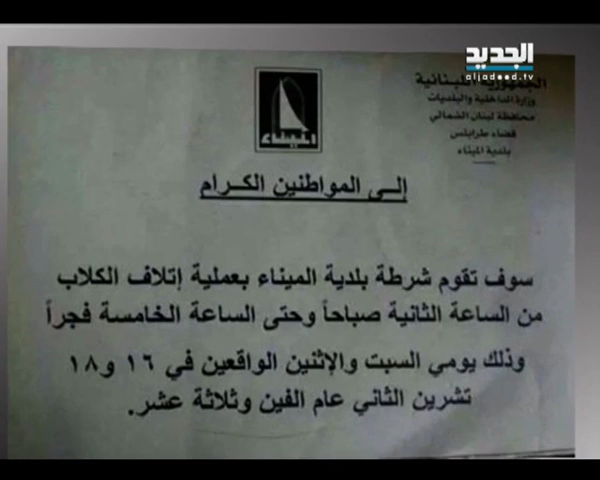 الجديد
aljadeed.tv
الجمهورية اللبنانية
وزارة الداخلية والبلديات
محافظة لبنان الشمالي
قضاء طرابلس
بلدية الميناء
الميناء
إلـى المواطنين الكـرام
سوف تقوم شرطة بلدية الميناء بعملية إتلاف الكلاب
من الساعة الثانية صباحاً وحتى الساعة الخامسة فجراً
وذلك يومي السبت والإثنين الواقعين في ١٦ و١٨
تشرين الثاني عام الفين وثلاثة عشر.